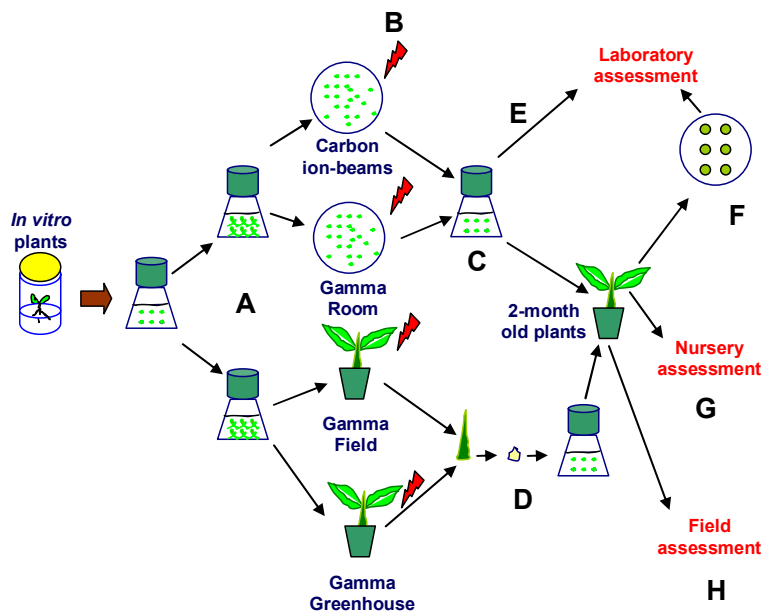 B
Laboratory
assessment
E
Carbon
ion-beams
F
In vitro
plants
A
C
Gamma
Room
2-month
old plants
Nursery
assessment
G
Gamma
Field
D
Field
assessment
H
Gamma
Greenhouse